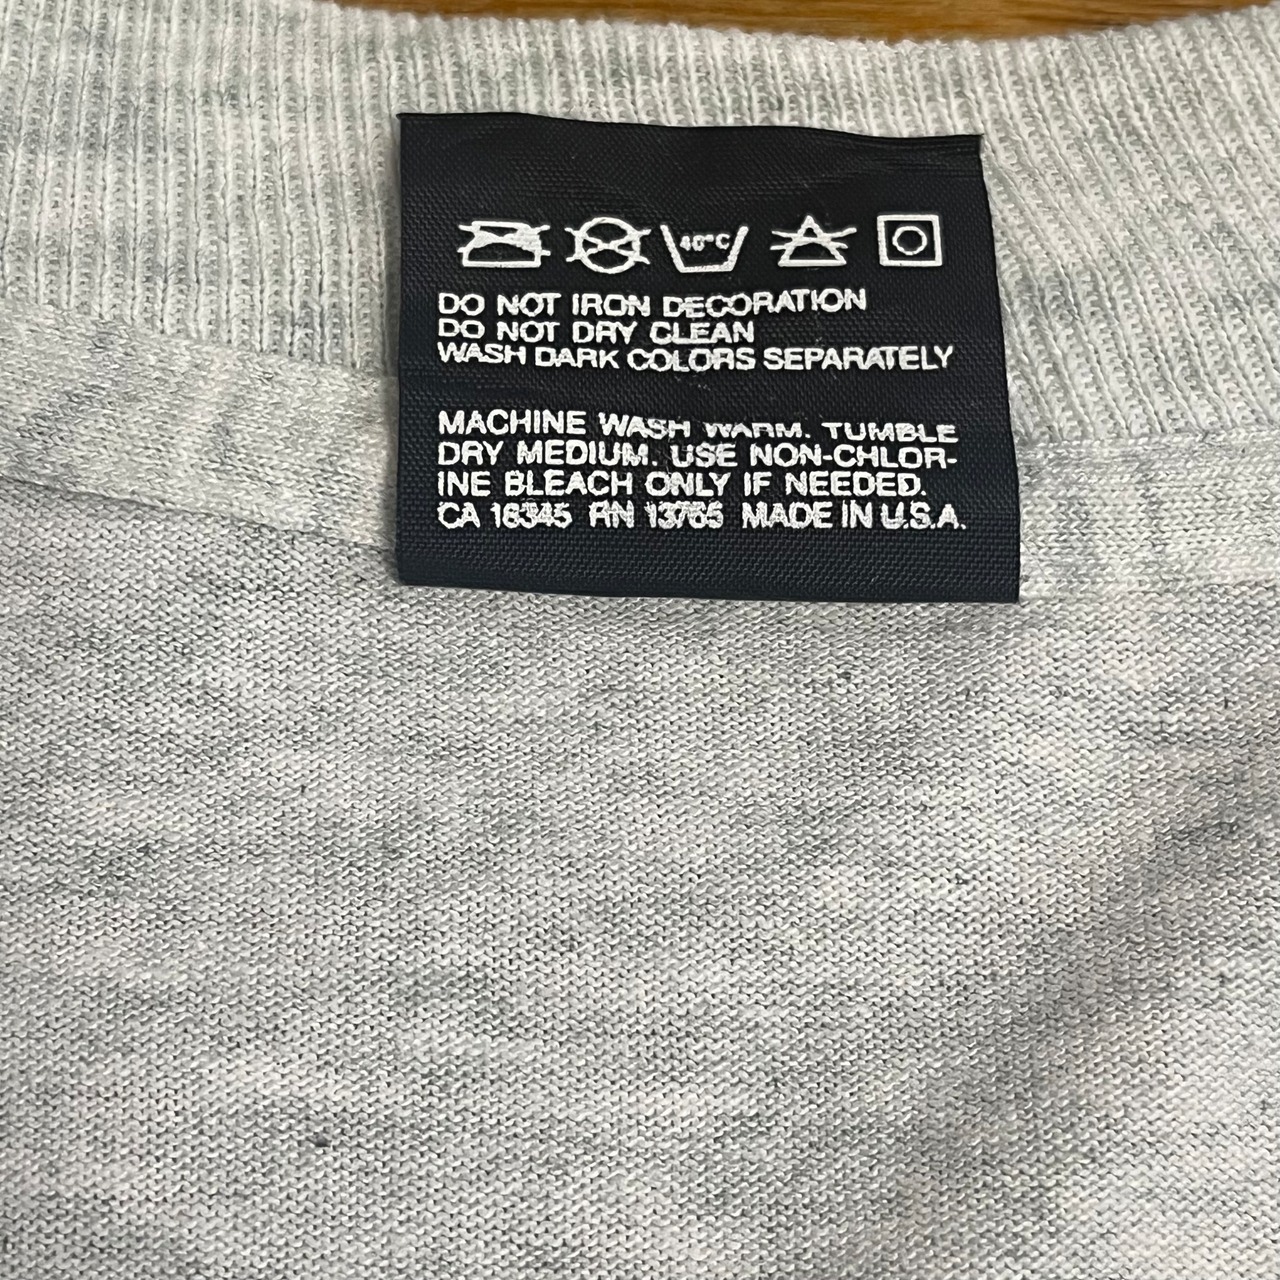 40°C
DO NOT IRON DECORATION
DO NOT DRY CLEAN
WASH DARK COLORS SEPARATELY
MACHINE WASH WARM. TUMBLE
DRY MEDIUM. USE NON-CHLOR-
INE BLEACH ONLY IF NEEDED.
CA 16345 RN 13765 MADE IN U.S.A.